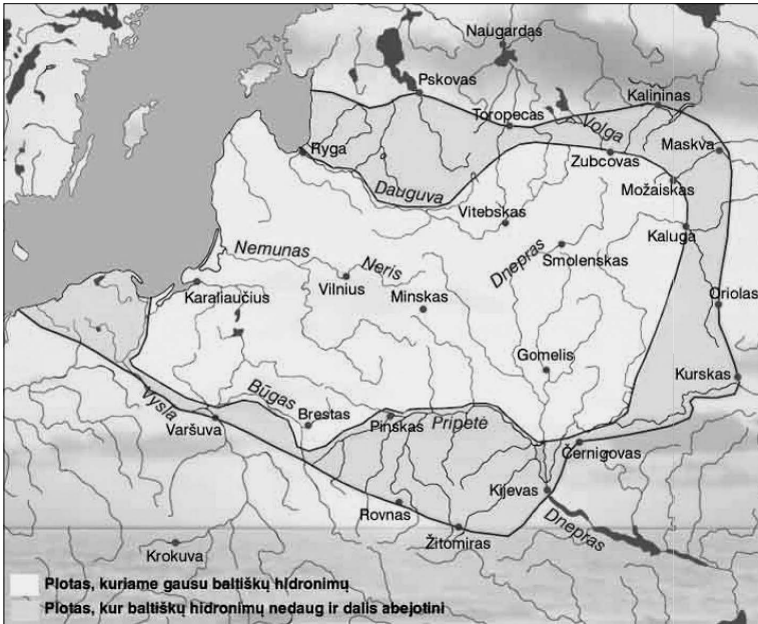 Naugardas
Pskovas
Kalininas
Toropecas
Volga
Maskva
Ryga
Zubcovas
Možaiskas
Dauguva
Vitebskas
Kaluga
Nemunas
Neris
Dnepras
Smolenskas
Karaliaučius
Vilnius
Minskas
Oriolas
Gomelis
Kurskas
Būgas
Vysla
Brestas
Varšuva
Pinskas
Pripetė
Černigovas
Kijevas
Rovnas
Dnepras
Žitomiras
Krokuva
Plotas, kuriame gausu baltiškų hidronimų
Plotas, kur baltiškų hidronimų nedaug ir dalis abejotini